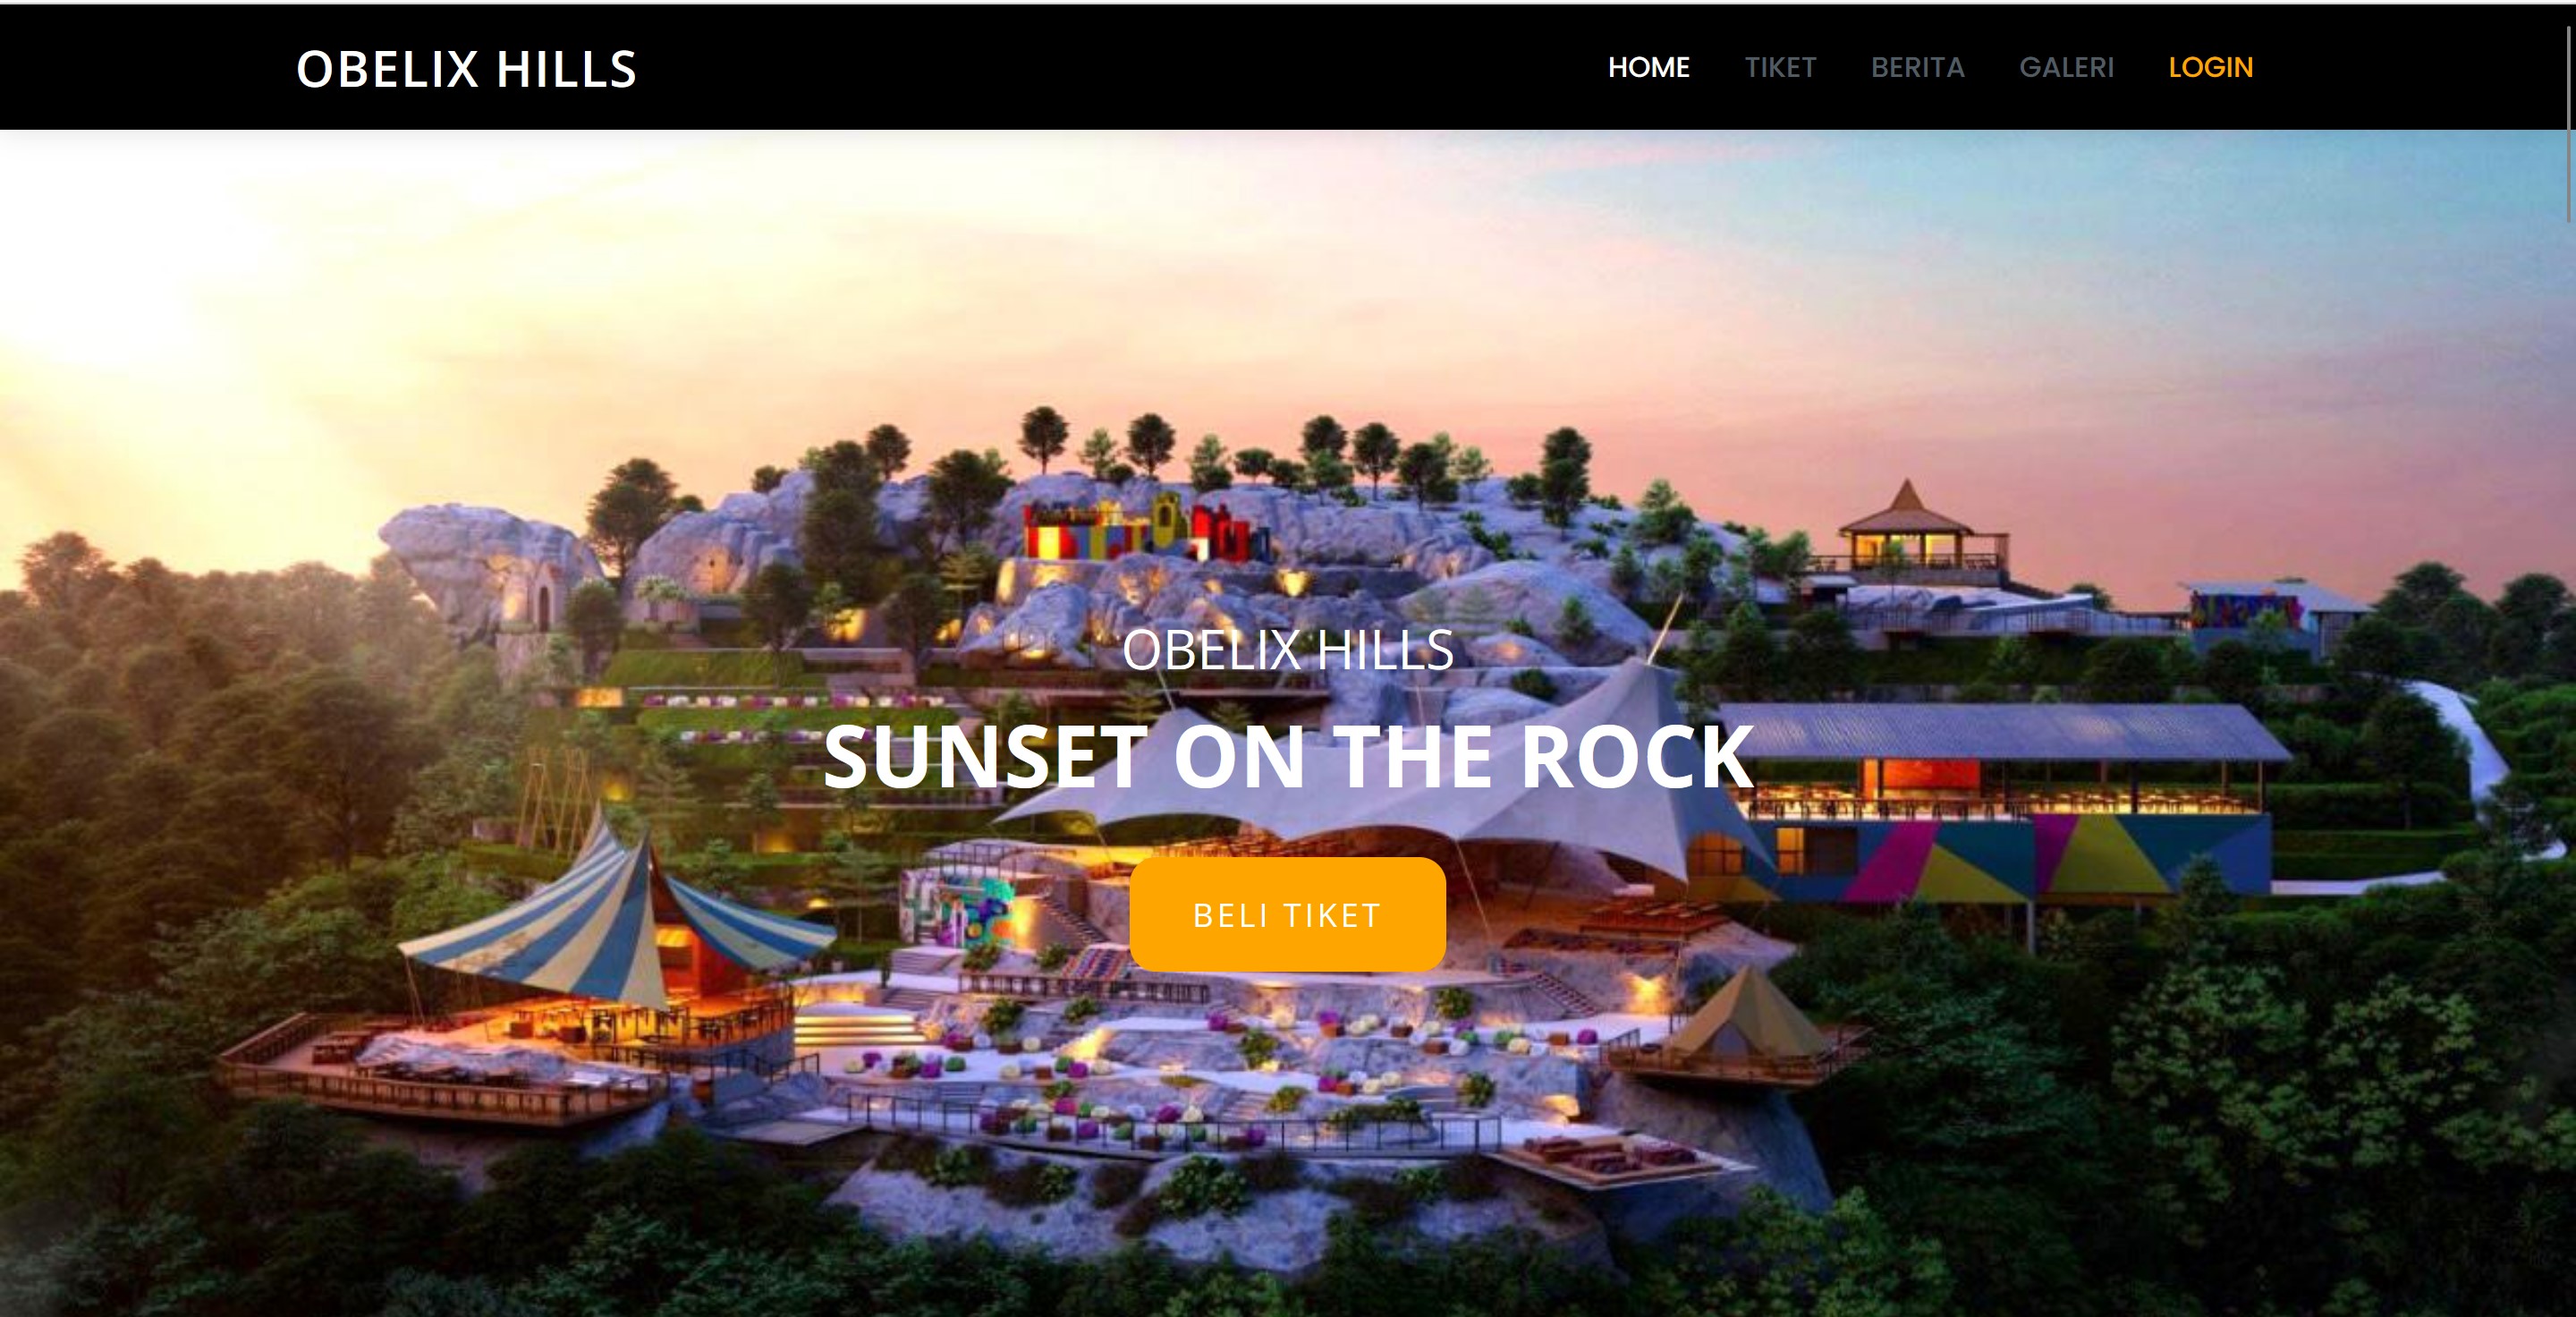 OBELIX HILLS
HOME TIKET BERITA GALERI LOGIN
OBELIX HILLS
SUNSET ON THE ROCK
BELI TIKET